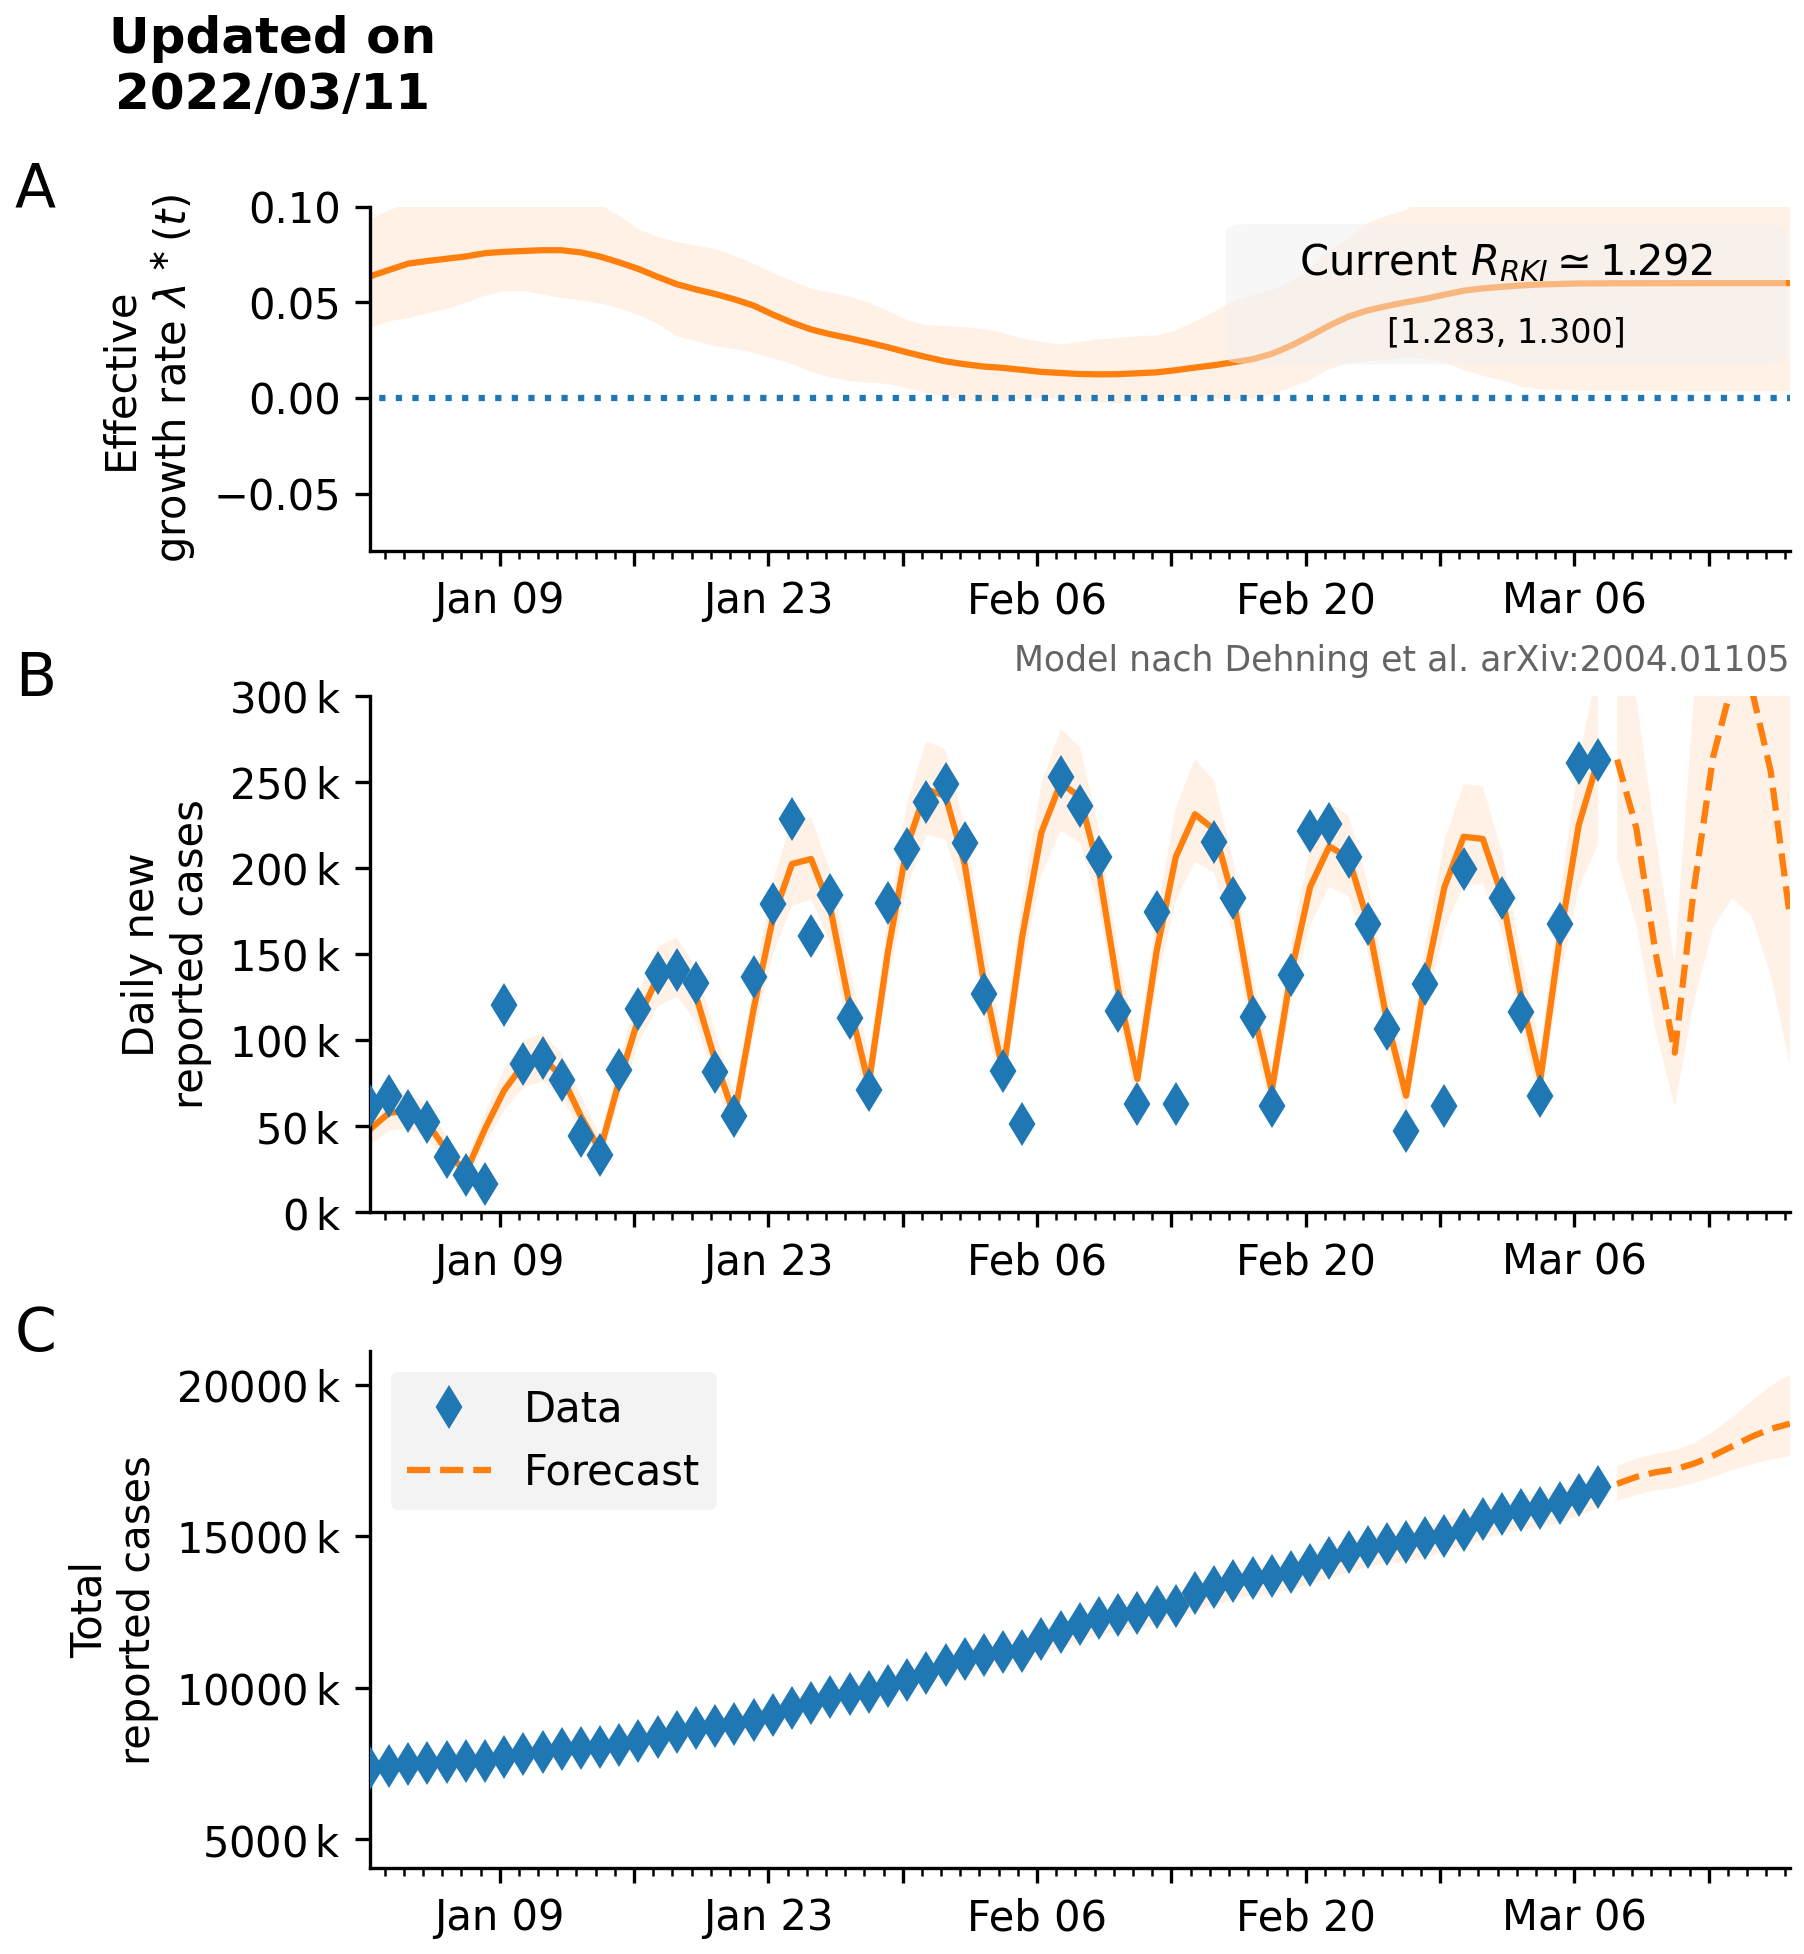 Updated on
2022/03/11
A
Effective
growth rate λ * (t)
0.10
0.05
0.00
−0.05
Current R_RKI ≃ 1.292
[1.283, 1.300]
Jan 09 Jan 23 Feb 06 Feb 20 Mar 06
Model nach Dehning et al. arXiv:2004.01105
B
Daily new
reported cases
300 k
250 k
200 k
150 k
100 k
50 k
0 k
Jan 09 Jan 23 Feb 06 Feb 20 Mar 06
C
Total
reported cases
20000 k
15000 k
10000 k
5000 k
Data
Forecast
Jan 09 Jan 23 Feb 06 Feb 20 Mar 06